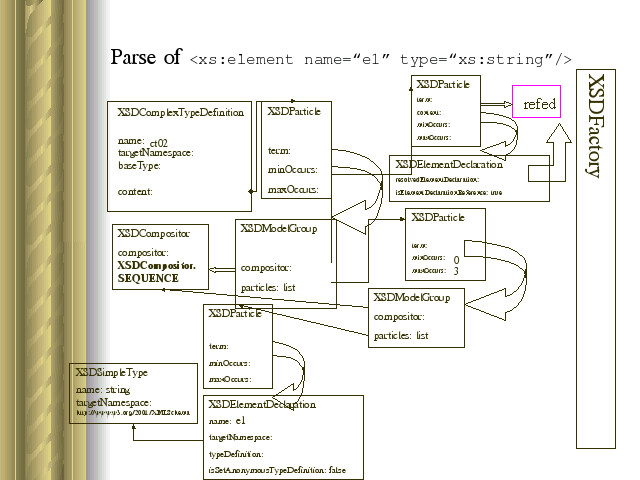 Parse of <xs:element name=“e1” type=“xs:string”/>
XSDFactory
XSDParticle
term:
context:
minOccurs:
maxOccurs:
refed
XSDComplexTypeDefinition
name: ct02
targetNamespace:
baseType:
content:
XSDParticle
term:
minOccurs:
maxOccurs:
XSDElementDeclaration
resolvedElementDeclaration:
isElementDeclarationReference: true
XSDCompositor
compositor:
XSDCompositor.
SEQUENCE
XSDModelGroup
compositor:
particles: list
XSDParticle
term:
minOccurs: 0
maxOccurs: 3
XSDModelGroup
compositor:
particles: list
XSDParticle
term:
minOccurs:
maxOccurs:
XSDSimpleType
name: string
targetNamespace:
http://www.w3.org/2001/XMLSchema
XSDElementDeclaration
name: e1
targetNamespace:
typeDefinition:
isSetAnonymousTypeDefinition: false